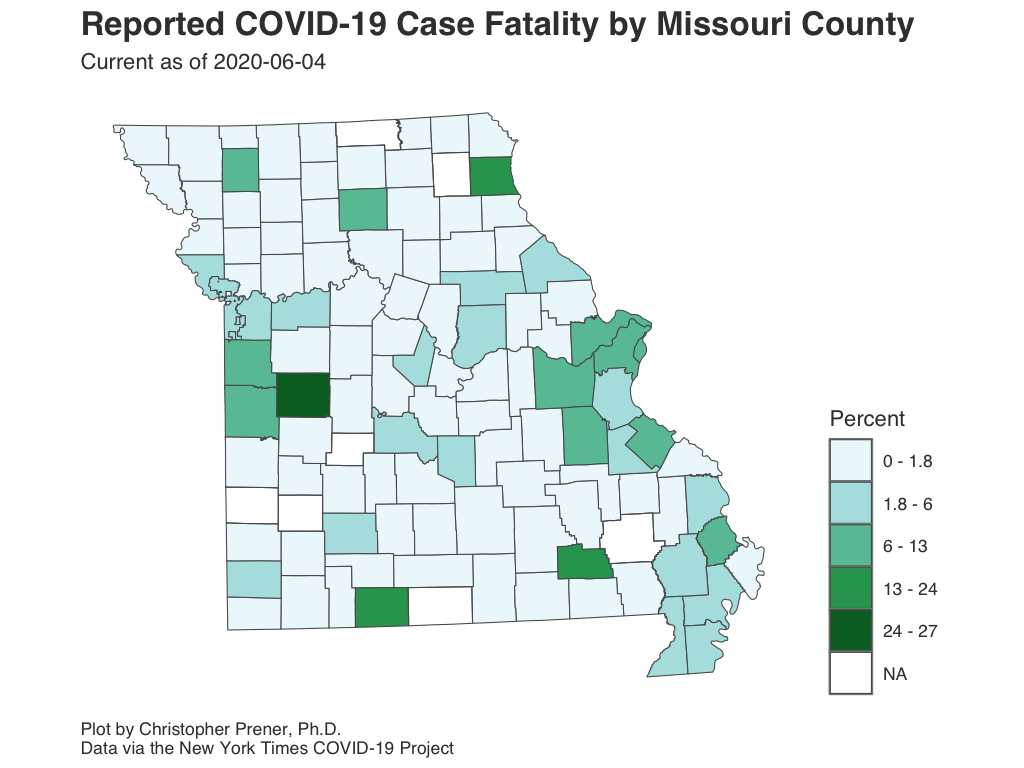 Reported COVID-19 Case Fatality by Missouri County
Current as of 2020-06-04
Percent
0 - 1.8
1.8 - 6
6 - 13
13 - 24
24 - 27
NA
Plot by Christopher Prener, Ph.D.
Data via the New York Times COVID-19 Project